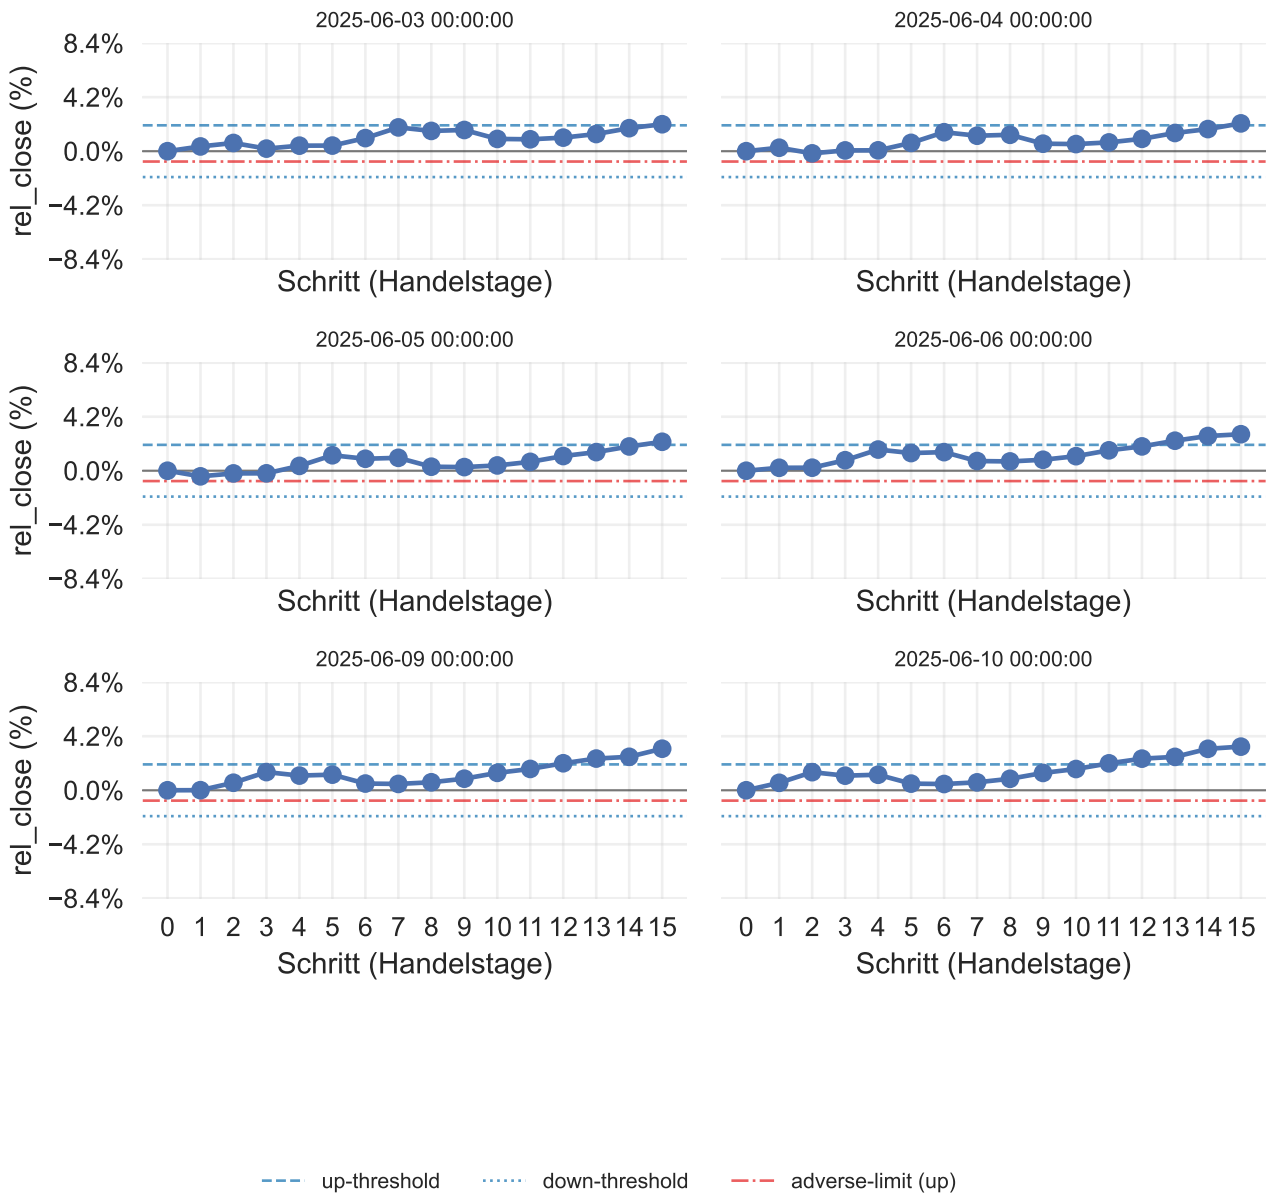 2025-06-03 00:00:00
2025-06-04 00:00:00
8.4%
4.2%
0.0%
−4.2%
−8.4%
rel_close (%)
Schritt (Handelstage)
Schritt (Handelstage)
2025-06-05 00:00:00
2025-06-06 00:00:00
8.4%
4.2%
0.0%
−4.2%
−8.4%
rel_close (%)
Schritt (Handelstage)
Schritt (Handelstage)
2025-06-09 00:00:00
2025-06-10 00:00:00
8.4%
4.2%
0.0%
−4.2%
−8.4%
rel_close (%)
0 1 2 3 4 5 6 7 8 9 10 11 12 13 14 15
0 1 2 3 4 5 6 7 8 9 10 11 12 13 14 15
Schritt (Handelstage)
Schritt (Handelstage)
up-threshold
down-threshold
adverse-limit (up)